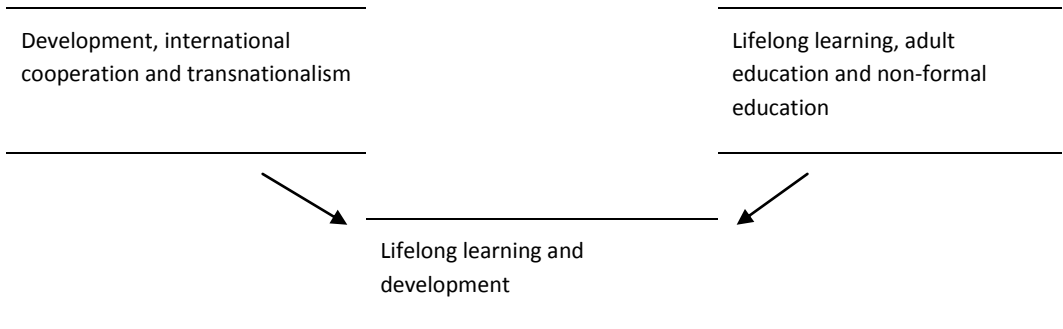 Development, international
cooperation and transnationalism
Lifelong learning, adult
education and non-formal
education
Lifelong learning and
development